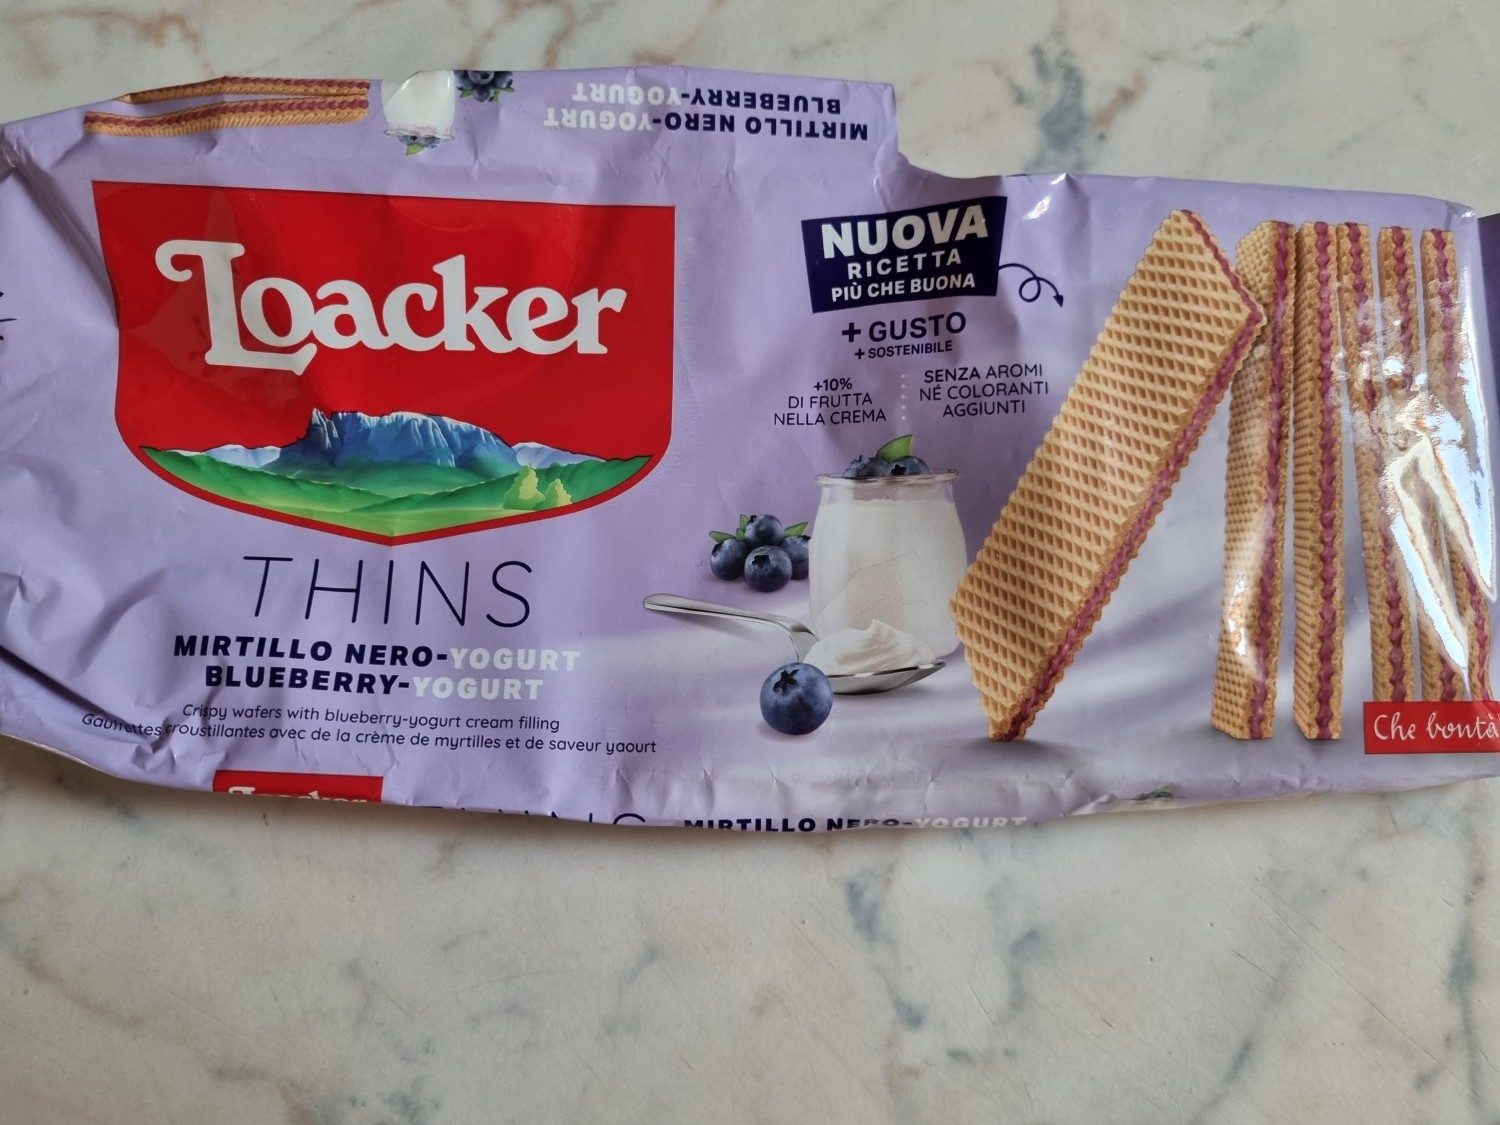 BLUEBERRY-YOGURT
MIRTILLO NERO-YOGURT
Loacker
THINS
MIRTILLO NERO-YOGURT
BLUEBERRY-YOGURT
Crispy wafers with blueberry-yogurt cream filling
Gaufrettes croustillantes avec de la crème de myrtilles et de saveur yaourt
NUOVA
RICETTA
PIÙ CHE BUONA
+ GUSTO
+ SOSTENIBILE
+10%
DI FRUTTA
NELLA CREMA
SENZA AROMI
NÉ COLORANTI
AGGIUNTI
Che bontà
Loacker
THINS
MIRTILLO NERO-YOGURT